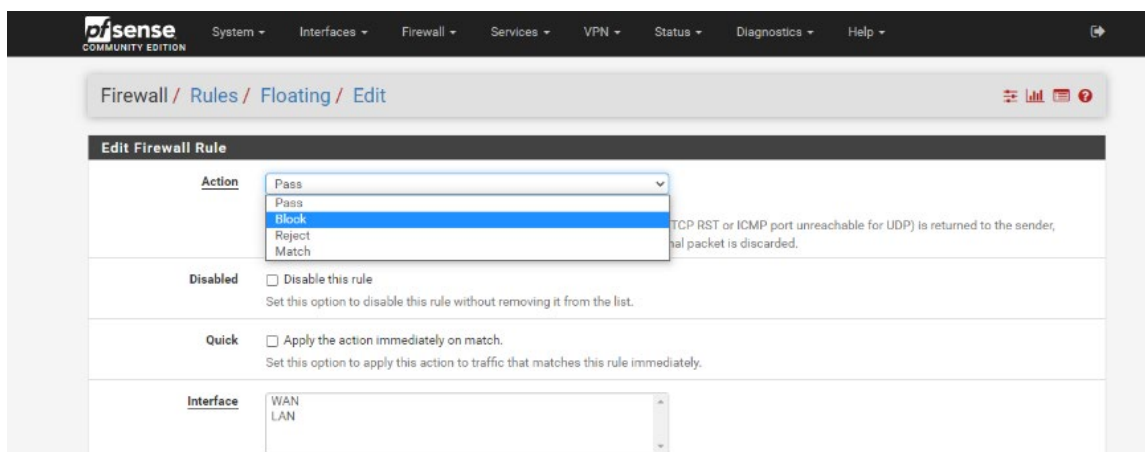 pfsense System Interfaces Firewall Services VPN Status Diagnostics Help
COMMUNITY EDITION
Firewall / Rules / Floating / Edit
Edit Firewall Rule
Action Pass
Pass
Block
Reject
Match
TCP RST or ICMP port unreachable for UDP) is returned to the sender,
nal packet is discarded.
Disabled Disable this rule
Set this option to disable this rule without removing it from the list.
Quick Apply the action immediately on match.
Set this option to apply this action to traffic that matches this rule immediately.
Interface WAN
LAN